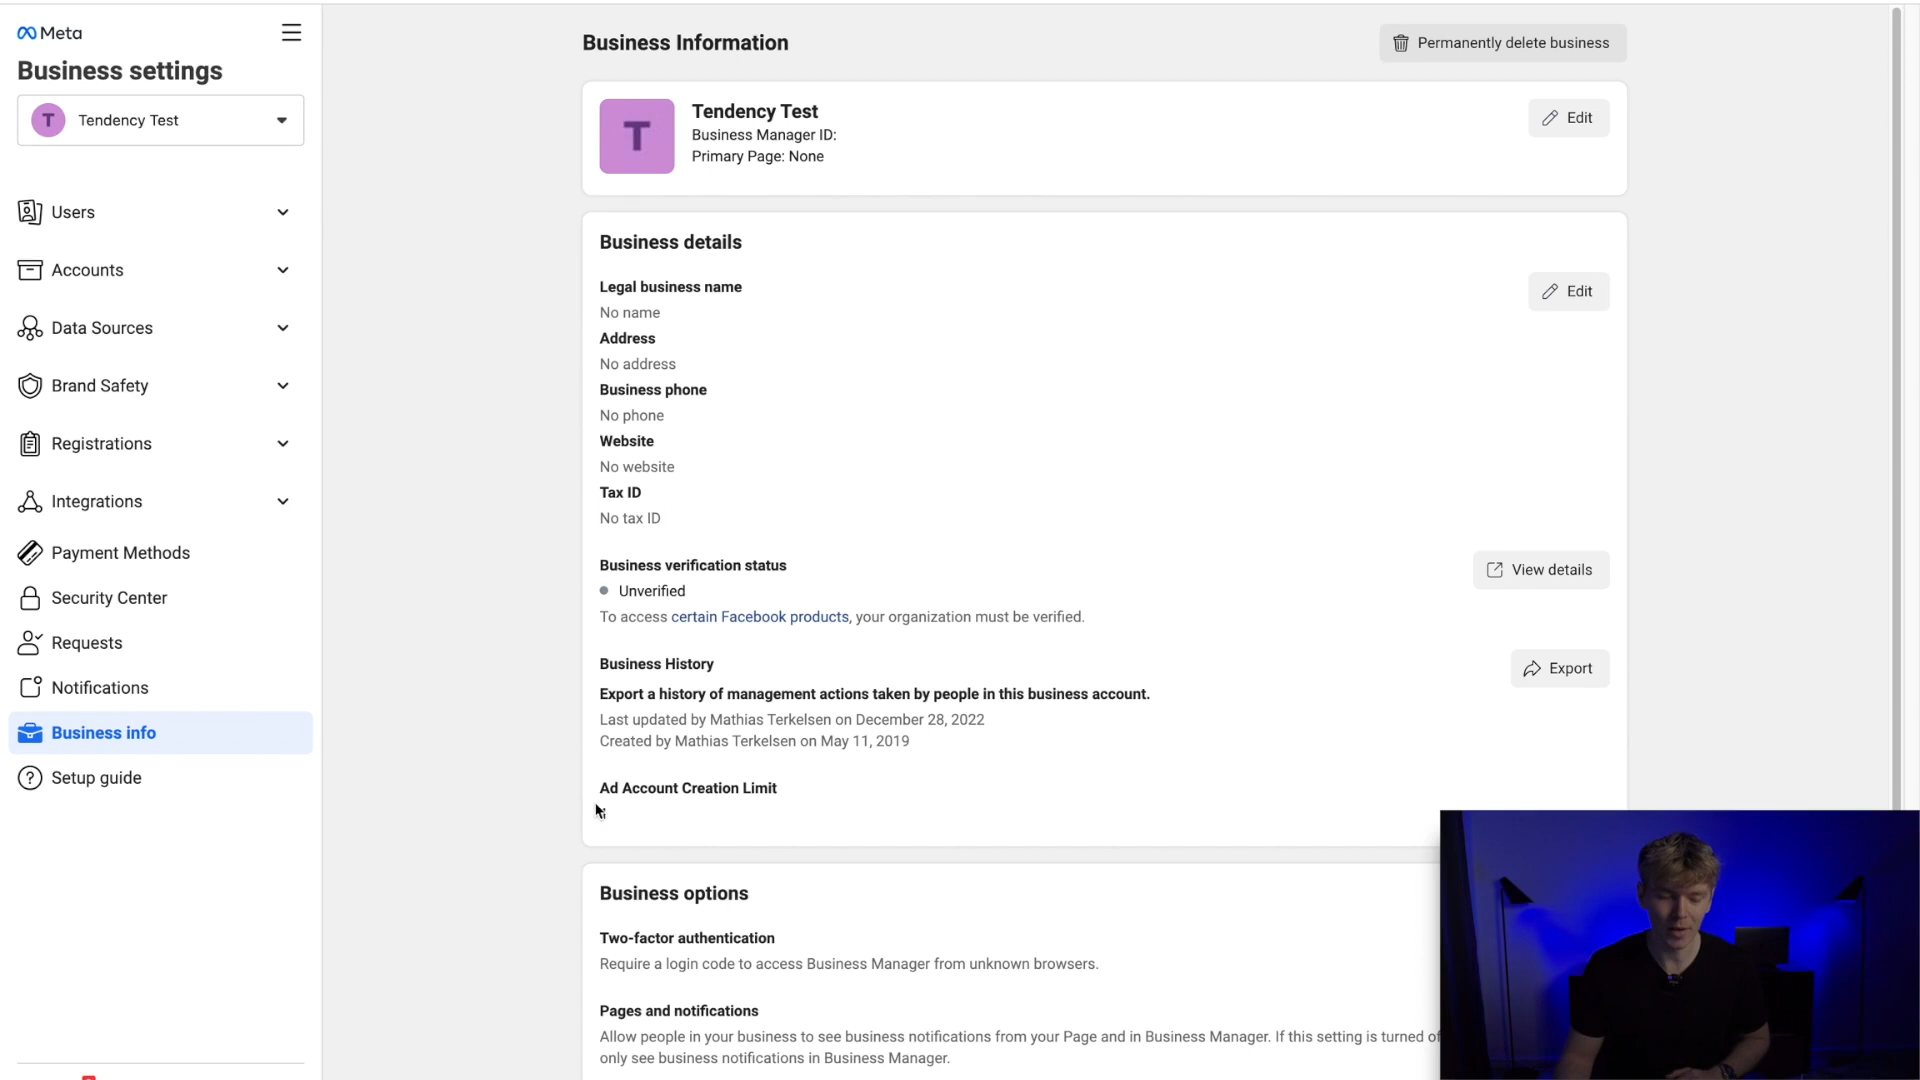 Meta
Business settings
T
Tendency Test
Users
Accounts
Data Sources
Brand Safety
Registrations
Integrations
Payment Methods
Security Center
Requests
Notifications
Business info
? Setup guide
Business Information
Permanently delete business
T
Tendency Test
Business Manager ID:
Primary Page: None
Edit
Business details
Legal business name
Edit
No name
Address
No address
Business phone
No phone
Website
No website
Tax ID
No tax ID
Business verification status
View details
Unverified
To access certain Facebook products, your organization must be verified.
Business History
Export
Export a history of management actions taken by people in this business account.
Last updated by Mathias Terkelsen on December 28, 2022
Created by Mathias Terkelsen on May 11, 2019
Ad Account Creation Limit
Business options
Two-factor authentication
Require a login code to access Business Manager from unknown browsers.
Pages and notifications
Allow people in your business to see business notifications from your Page and in Business Manager. If this setting is turned of
only see business notifications in Business Manager.